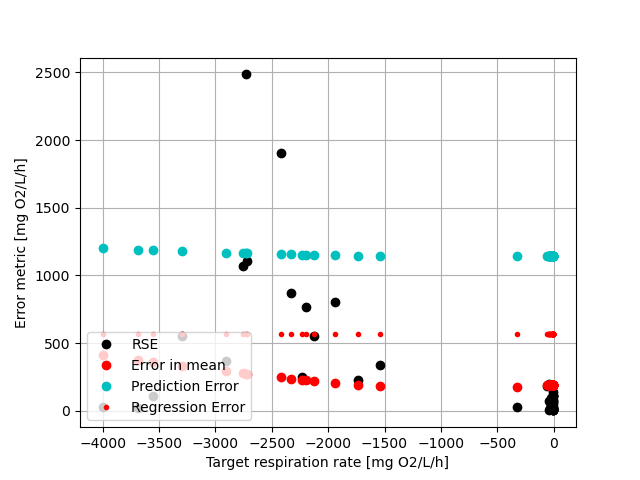 2500
2000
1500
1000
500
0
Error metric [mg O2/L/h]
RSE
Error in mean
Prediction Error
Regression Error
−4000 −3500 −3000 −2500 −2000 −1500 −1000 −500 0
Target respiration rate [mg O2/L/h]